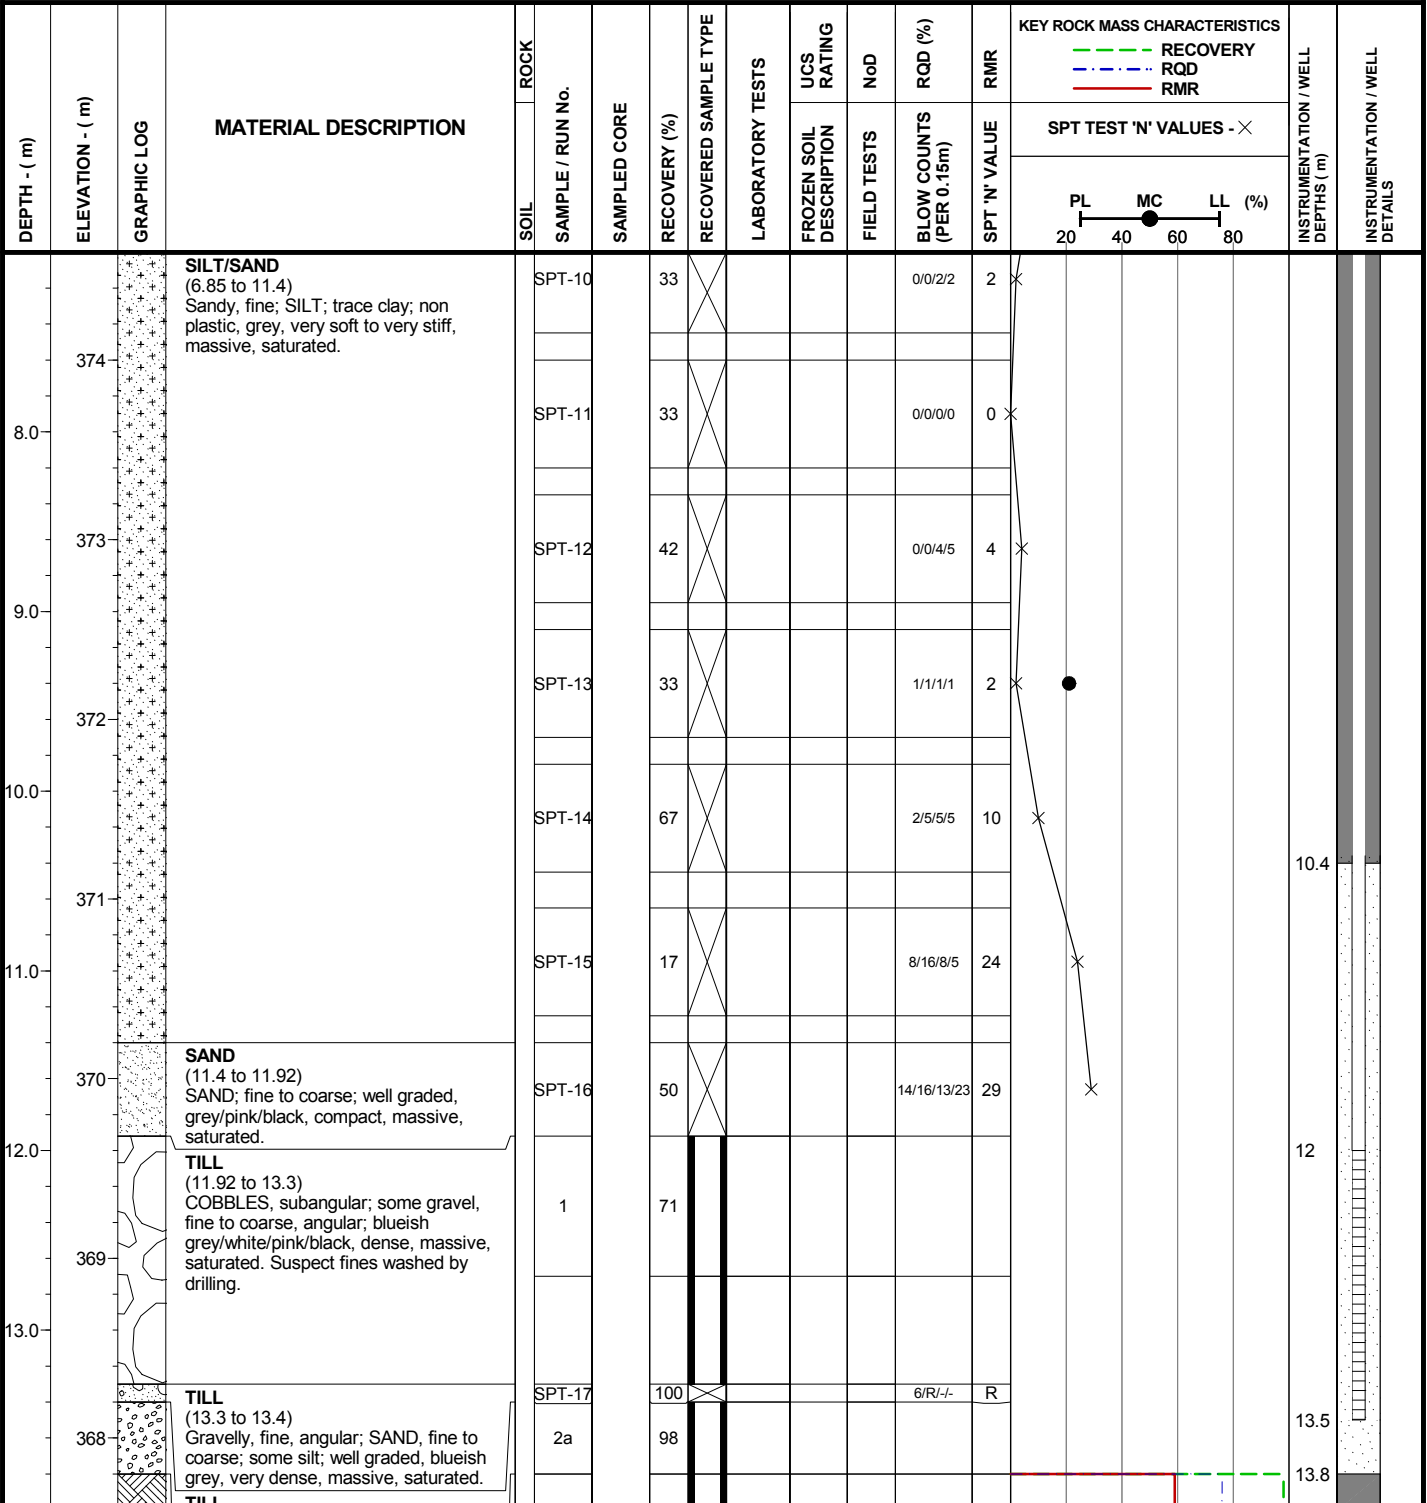 KEY ROCK MASS CHARACTERISTICS
RECOVERY
RQD
RMR
SPT TEST 'N' VALUES - ×
PL MC LL (%)
20 40 60 80
DEPTH - ( m)
ELEVATION - ( m)
GRAPHIC LOG
MATERIAL DESCRIPTION
SOIL
ROCK
SAMPLE / RUN No.
SAMPLED CORE
RECOVERY (%)
RECOVERED SAMPLE TYPE
LABORATORY TESTS
UCS RATING
FROZEN SOIL DESCRIPTION
NoD
FIELD TESTS
RQD (%)
BLOW COUNTS (PER 0.15m)
RMR
SPT 'N' VALUE
INSTRUMENTATION / WELL DEPTHS ( m)
INSTRUMENTATION / WELL DETAILS
SILT/SAND
(6.85 to 11.4)
Sandy, fine; SILT; trace clay; non
plastic, grey, very soft to very stiff,
massive, saturated.
SPT-10 33 0/0/2/2 2
374
SPT-11 33 0/0/0/0 0
8.0
373
SPT-12 42 0/0/4/5 4
9.0
SPT-13 33 1/1/1/1 2
372
10.0
SPT-14 67 2/5/5/5 10
10.4
371
SPT-15 17 8/16/8/5 24
11.0
SAND
(11.4 to 11.92)
SAND; fine to coarse; well graded,
grey/pink/black, compact, massive,
saturated.
370
SPT-16 50 14/16/13/23 29
12.0
12
TILL
(11.92 to 13.3)
COBBLES, subangular; some gravel,
fine to coarse, angular; blueish
grey/white/pink/black, dense, massive,
saturated. Suspect fines washed by
drilling.
1 71
369
13.0
SPT-17 100 6/R/-/- R
TILL
(13.3 to 13.4)
Gravelly, fine, angular; SAND, fine to
coarse; some silt; well graded, blueish
grey, very dense, massive, saturated.
13.5
368
2a 98
13.8
TILL